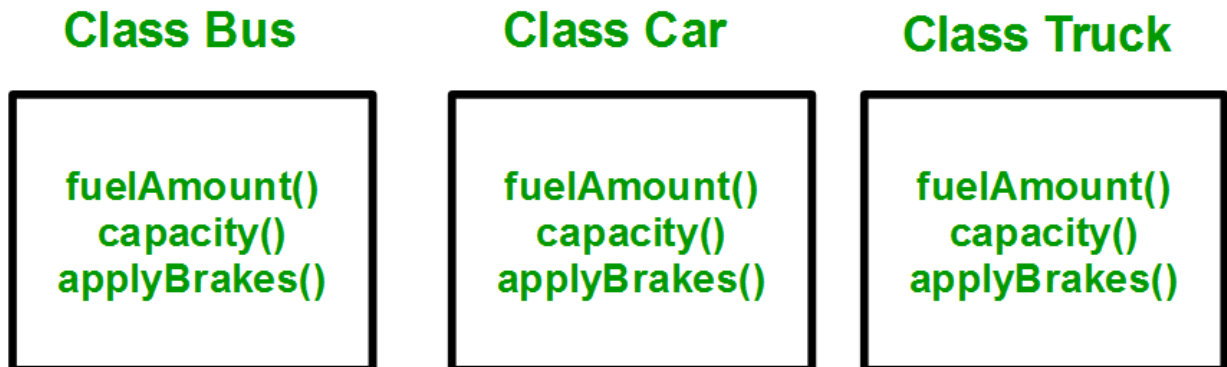 Class Bus
fuelAmount()
capacity()
applyBrakes()
Class Car
fuelAmount()
capacity()
applyBrakes()
Class Truck
fuelAmount()
capacity()
applyBrakes()